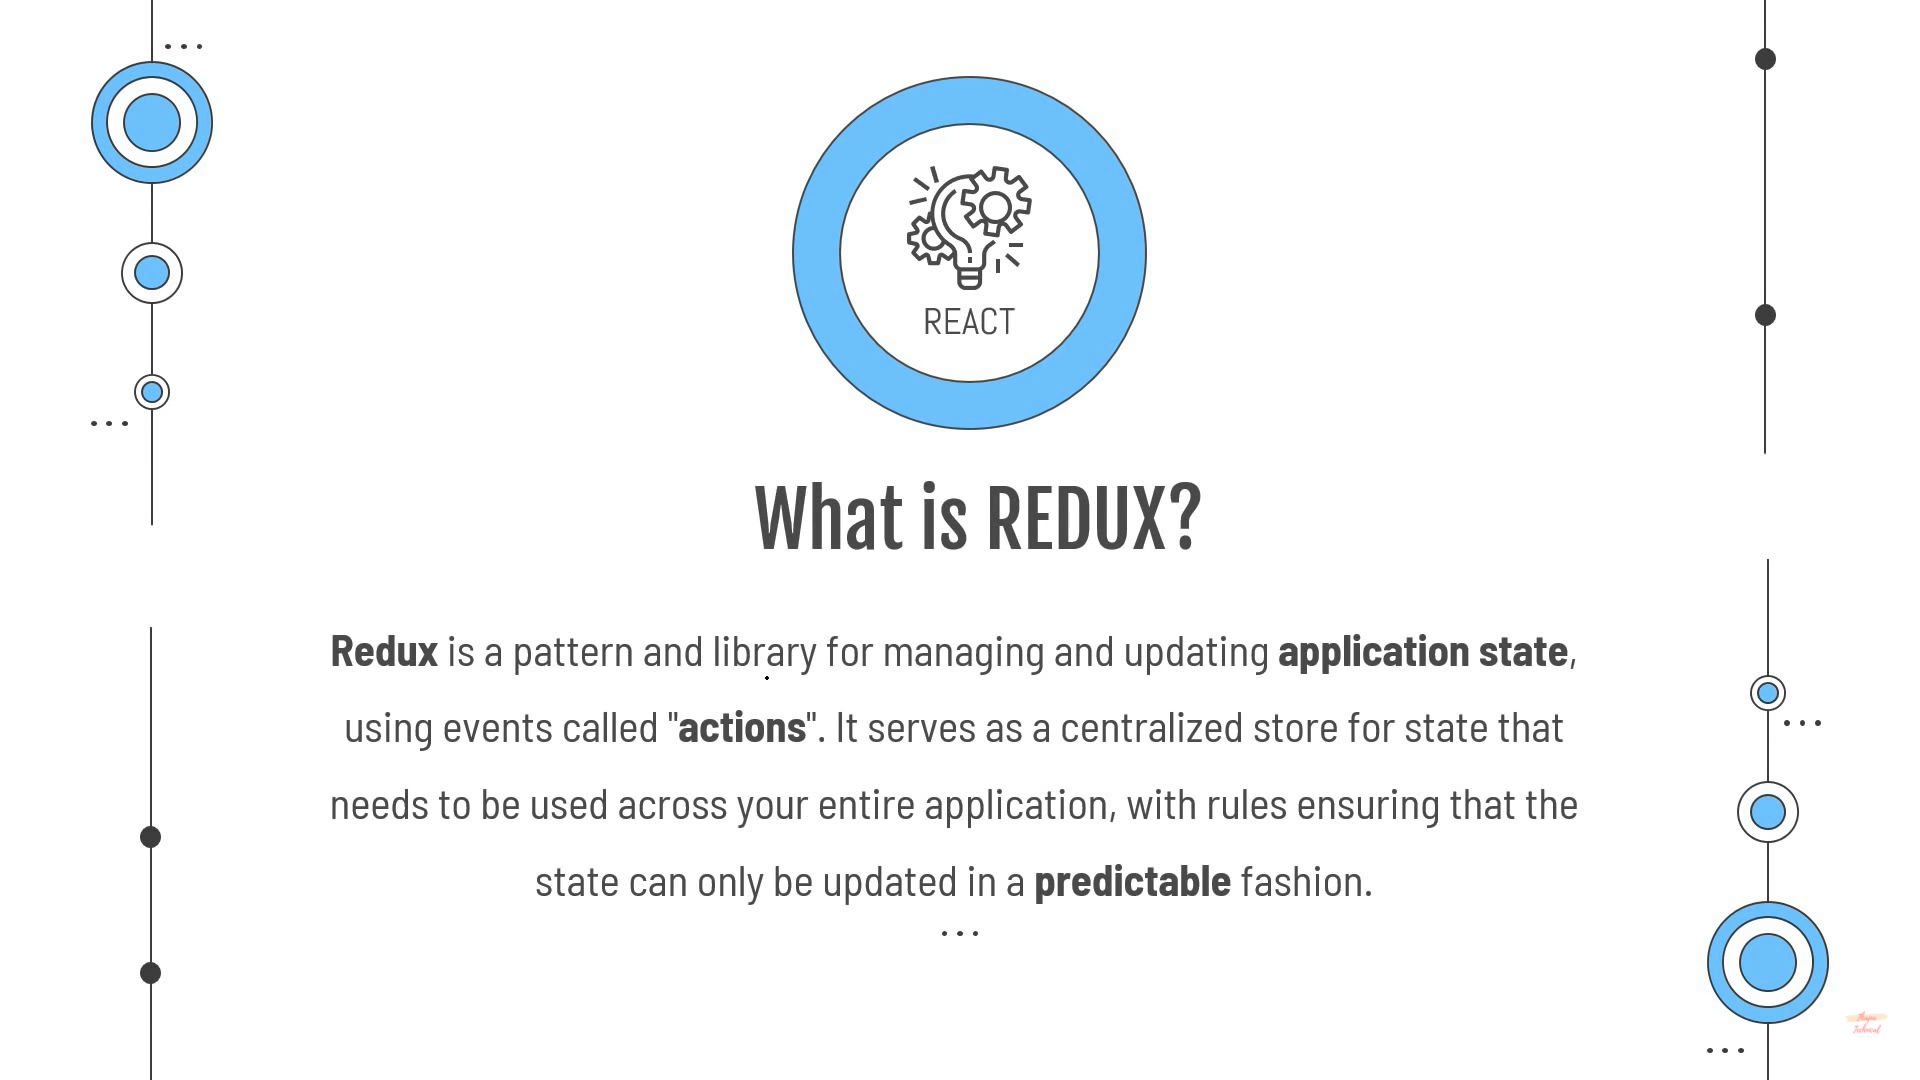 REACT
What is REDUX?
Redux is a pattern and library for managing and updating application state,
using events called "actions". It serves as a centralized store for state that
needs to be used across your entire application, with rules ensuring that the
state can only be updated in a predictable fashion.
Technical